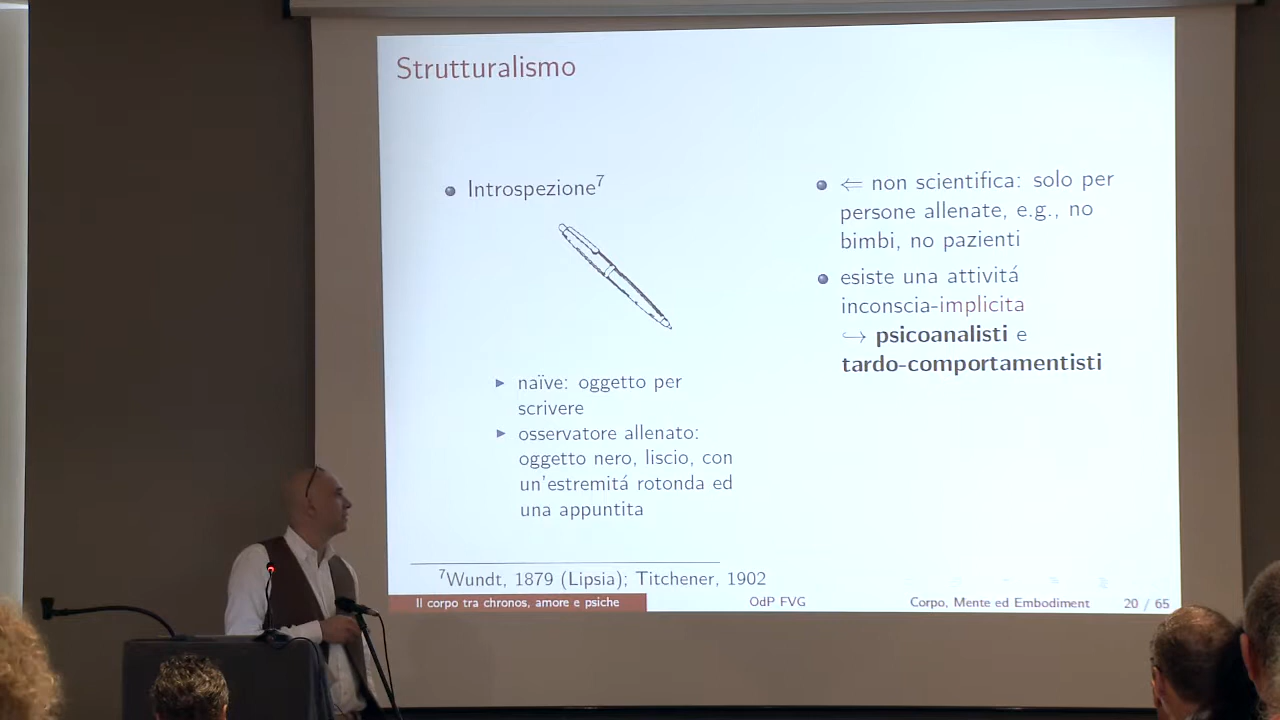 Strutturalismo
Introspezione⁷
naïve: oggetto per
scrivere
osservatore allenato:
oggetto nero, liscio, con
un'estremitá rotonda ed
una appuntita
⇐ non scientifica: solo per
persone allenate, e.g., no
bimbi, no pazienti
esiste una attivitá
inconscia-implicita
↪ psicoanalisti e
tardo-comportamentisti
⁷Wundt, 1879 (Lipsia); Titchener, 1902
Il corpo tra chronos, amore e psiche
OdP FVG
Corpo, Mente ed Embodiment
20 / 65